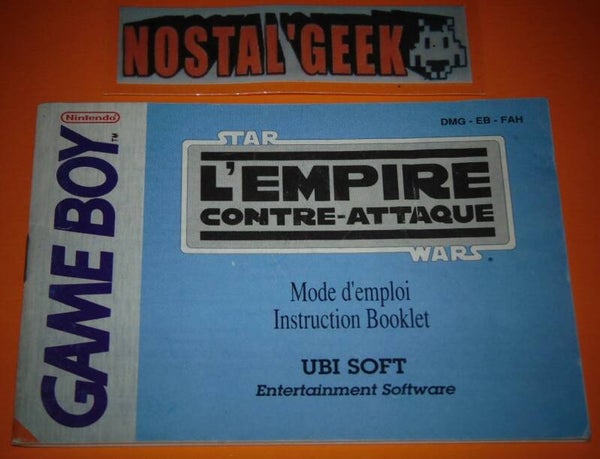 NOSTAL'GEEK
Nintendo
GAME BOY™
DMG - EB - FAH
STAR
L'EMPIRE
CONTRE-ATTAQUE
WARS
Mode d'emploi
Instruction Booklet
UBI SOFT
Entertainment Software